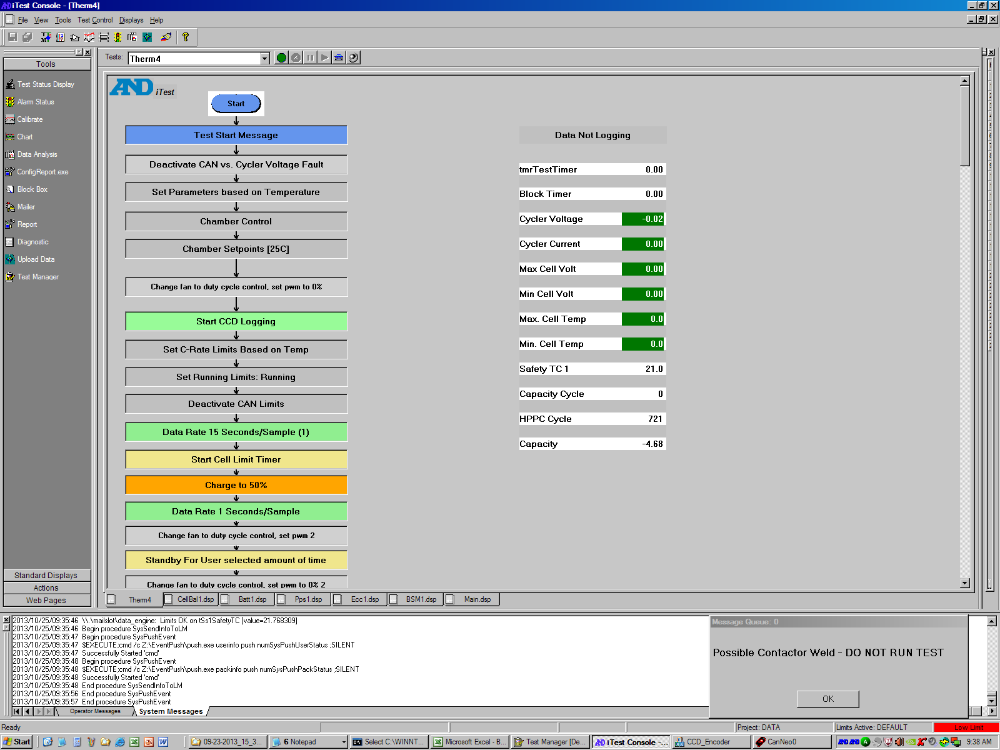 AND iTest Console - [Therm4]
File View Tools Test Control Displays Help
Tools
Test Status Display
Alarm Status
Calibrate
Chart
Data Analysis
ConfigReport.exe
Block Box
Mailer
Report
Diagnostic
Upload Data
Test Manager
Standard Displays
Actions
Web Pages
Tests: Therm4
AND iTest
Start
Test Start Message
Deactivate CAN vs. Cycler Voltage Fault
Set Parameters based on Temperature
Chamber Control
Chamber Setpoints [25C]
Change fan to duty cycle control, set pwm to 0%
Start CCD Logging
Set C-Rate Limits Based on Temp
Set Running Limits: Running
Deactivate CAN Limits
Data Rate 15 Seconds/Sample (1)
Start Cell Limit Timer
Charge to 50%
Data Rate 1 Seconds/Sample
Change fan to duty cycle control, set pwm 2
Standby For User selected amount of time
Change fan to duty cycle control, set pwm to 0% 2
Data Not Logging
tmrTestTimer 0.00
Block Timer 0.00
Cycler Voltage -0.02
Cycler Current 0.00
Max Cell Volt 0.00
Min Cell Volt 0.00
Max. Cell Temp 0.0
Min. Cell Temp 0.0
Safety TC 1 21.0
Capacity Cycle 0
HPPC Cycle 721
Capacity -4.68
Therm4 CellBal1.dsp Batt1.dsp Pps1.dsp Ecc1.dsp BSM1.dsp Main.dsp
2013/10/25/09:35:46 \\.\mailslot\data_engine: Limits OK on tSs1SafetyTC [value=21.768309]
2013/10/25/09:35:46 Begin procedure SysSendInfoToLM
2013/10/25/09:35:47 Begin procedure SysPushEvent
2013/10/25/09:35:47 $EXECUTE;cmd /c Z:\EventPush\push.exe userinfo push numSysPushUserStatus ;SILENT
2013/10/25/09:35:47 Successfully Started 'cmd'
2013/10/25/09:35:48 Begin procedure SysPushEvent
2013/10/25/09:35:48 $EXECUTE;cmd /c Z:\EventPush\push.exe packinfo push numSysPushPackStatus ;SILENT
2013/10/25/09:35:48 Successfully Started 'cmd'
2013/10/25/09:35:48 End procedure SysSendInfoToLM
2013/10/25/09:35:56 End procedure SysPushEvent
2013/10/25/09:35:57 End procedure SysPushEvent
Operator Messages System Messages
Message Queue: 0
Possible Contactor Weld - DO NOT RUN TEST
OK
Ready Project: DATA Limits Active: DEFAULT Low Limit
Start 09-23-2013_15_3... 6 Notepad Select C:\WINNT... Microsoft Excel - B... Test Manager [De... AND iTest Console -... CCD_Encoder CanNeo0 9:38 AM